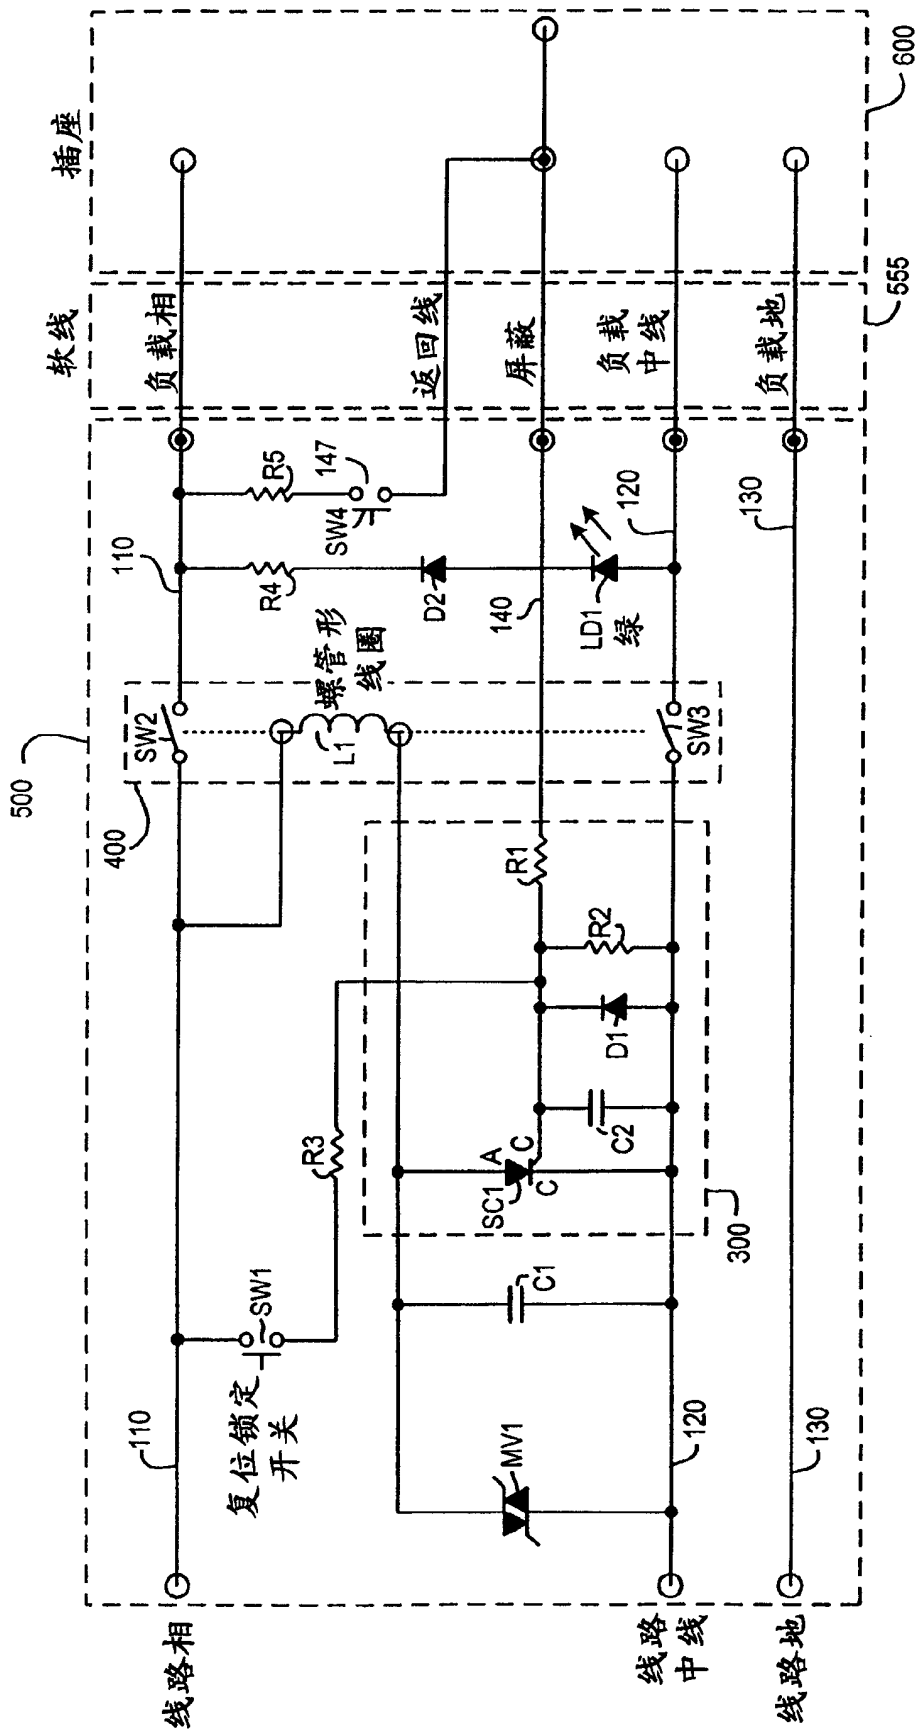 插座
600
软线
555
负载相
返回线
屏蔽
负载
中线
负载地
500
110
R5
147
SW4
R4
D2
140
LD1
绿
120
130
400
SW2
螺管形
线圈
L1
SW3
R1
R2
D1
C2
A
C
SC1
C
300
R3
C1
SW1
复位锁定
开关
110
MV1
120
130
线路相
线路
中线
线路地